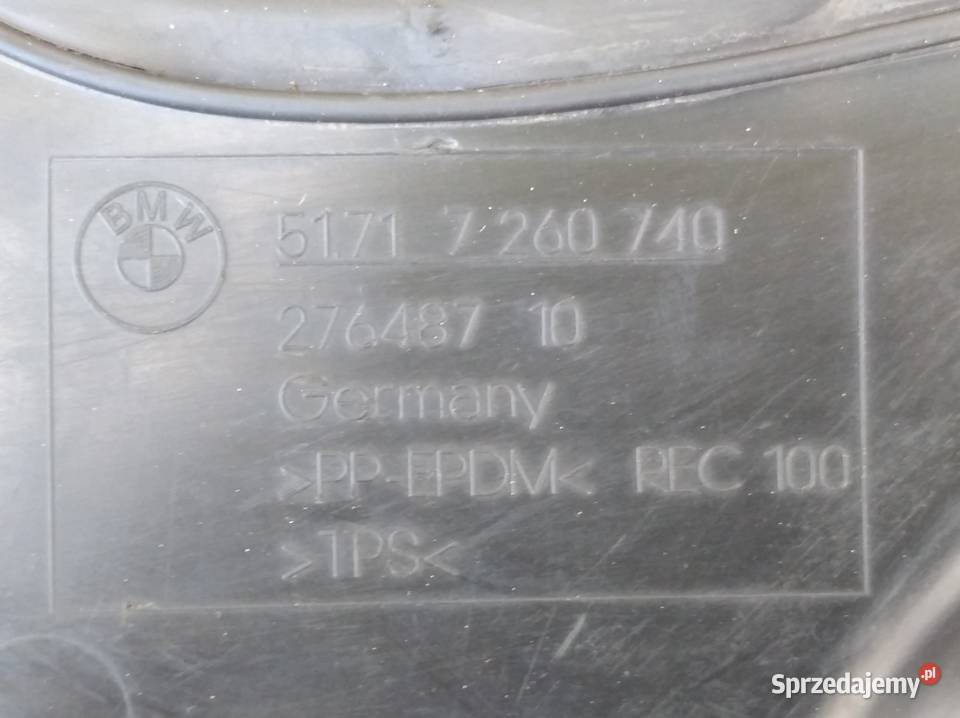 BMW
51.71 7 260 740
276487 10
Germany
>PP-EPDM< REC 100
>TPS<
Sprzedajemy.pl